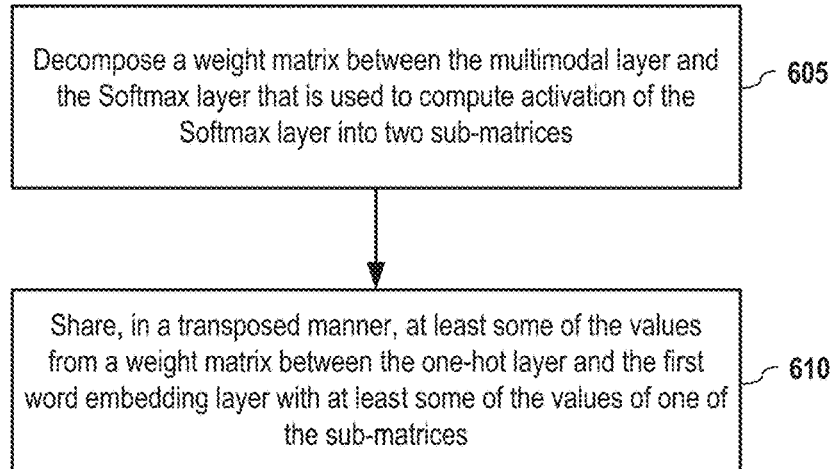 Decompose a weight matrix between the multimodal layer and
the Softmax layer that is used to compute activation of the
Softmax layer into two sub-matrices
605
Share, in a transposed manner, at least some of the values
from a weight matrix between the one-hot layer and the first
word embedding layer with at least some of the values of one of
the sub-matrices
610